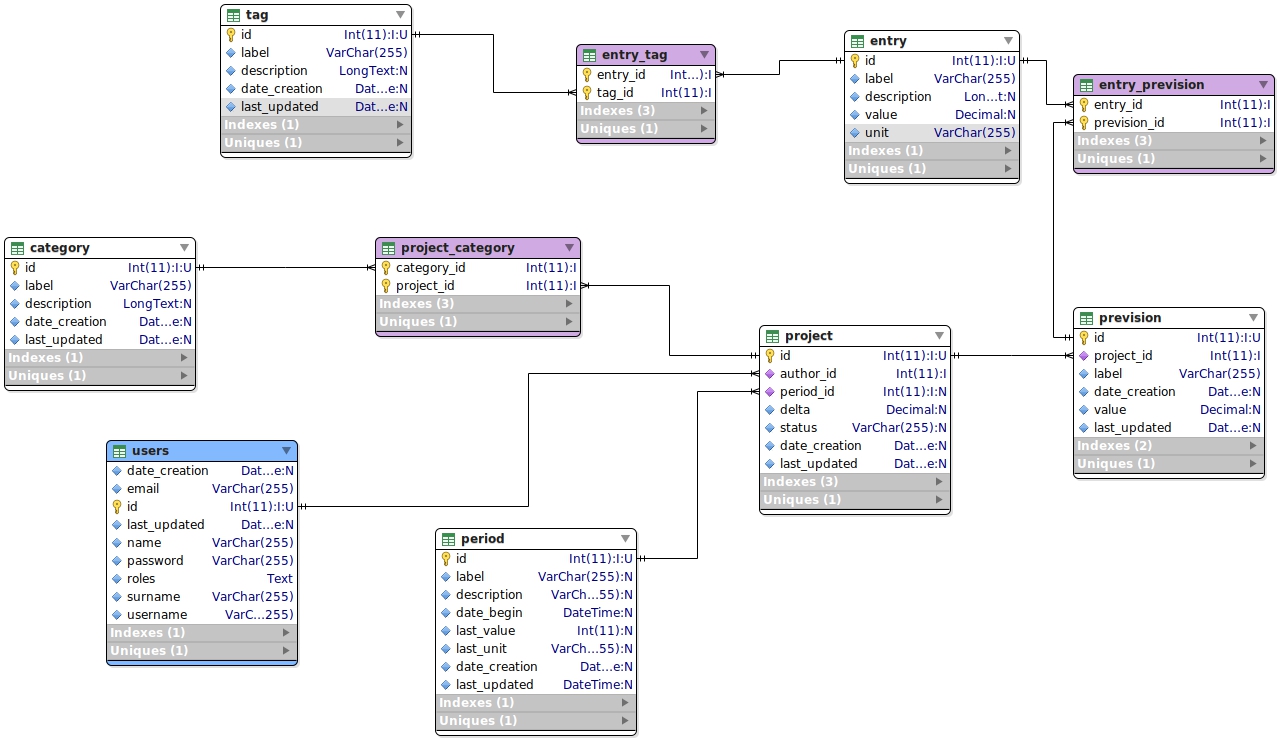 tag
id Int(11):I:U
label VarChar(255)
description LongText:N
date_creation Dat...e:N
last_updated Dat...e:N
Indexes (1)
Uniques (1)
entry_tag
entry_id Int...):I
tag_id Int(11):I
Indexes (3)
Uniques (1)
entry
id Int(11):I:U
label VarChar(255)
description Lon...t:N
value Decimal:N
unit VarChar(255)
Indexes (1)
Uniques (1)
entry_prevision
entry_id Int(11):I
prevision_id Int(11):I
Indexes (3)
Uniques (1)
category
id Int(11):I:U
label VarChar(255)
description LongText:N
date_creation Dat...e:N
last_updated Dat...e:N
Indexes (1)
Uniques (1)
project_category
category_id Int(11):I
project_id Int(11):I
Indexes (3)
Uniques (1)
project
id Int(11):I:U
author_id Int(11):I
period_id Int(11):I:N
delta Decimal:N
status VarChar(255):N
date_creation Dat...e:N
last_updated Dat...e:N
Indexes (3)
Uniques (1)
prevision
id Int(11):I:U
project_id Int(11):I
label VarChar(255)
date_creation Dat...e:N
value Decimal:N
last_updated Dat...e:N
Indexes (2)
Uniques (1)
users
date_creation Dat...e:N
email VarChar(255)
id Int(11):I:U
last_updated Dat...e:N
name VarChar(255)
password VarChar(255)
roles Text
surname VarChar(255)
username VarC...255)
Indexes (1)
Uniques (1)
period
id Int(11):I:U
label VarChar(255):N
description VarCh...55):N
date_begin DateTime:N
last_value Int(11):N
last_unit VarCh...55):N
date_creation Dat...e:N
last_updated DateTime:N
Indexes (1)
Uniques (1)